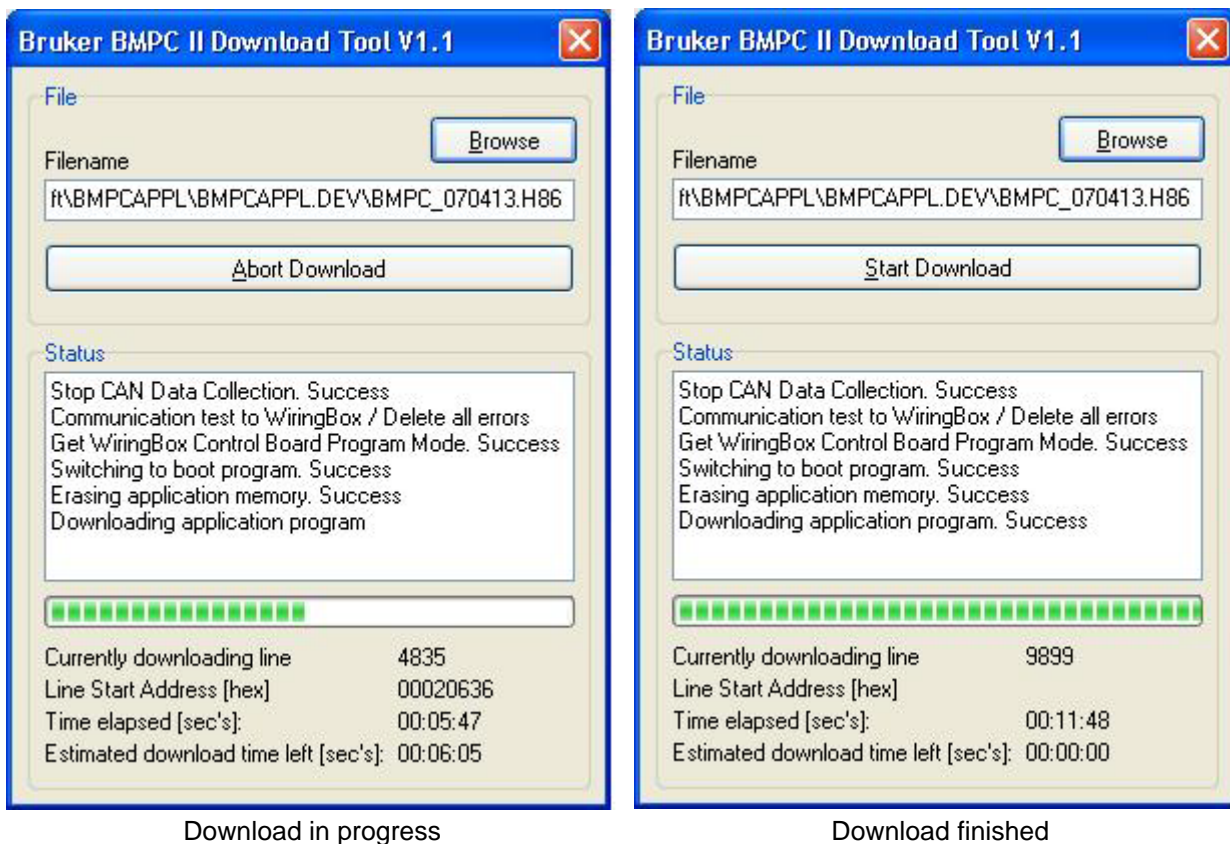 Bruker BMPC II Download Tool V1.1
File
Browse
Filename
ft\BMPCAPPL\BMPCAPPL.DEV\BMPC_070413.H86
Abort Download
Status
Stop CAN Data Collection. Success
Communication test to WiringBox / Delete all errors
Get WiringBox Control Board Program Mode. Success
Switching to boot program. Success
Erasing application memory. Success
Downloading application program
Currently downloading line 4835
Line Start Address [hex] 00020636
Time elapsed [sec's]: 00:05:47
Estimated download time left [sec's]: 00:06:05
Download in progress
Bruker BMPC II Download Tool V1.1
File
Browse
Filename
ft\BMPCAPPL\BMPCAPPL.DEV\BMPC_070413.H86
Start Download
Status
Stop CAN Data Collection. Success
Communication test to WiringBox / Delete all errors
Get WiringBox Control Board Program Mode. Success
Switching to boot program. Success
Erasing application memory. Success
Downloading application program. Success
Currently downloading line 9899
Line Start Address [hex]
Time elapsed [sec's]: 00:11:48
Estimated download time left [sec's]: 00:00:00
Download finished